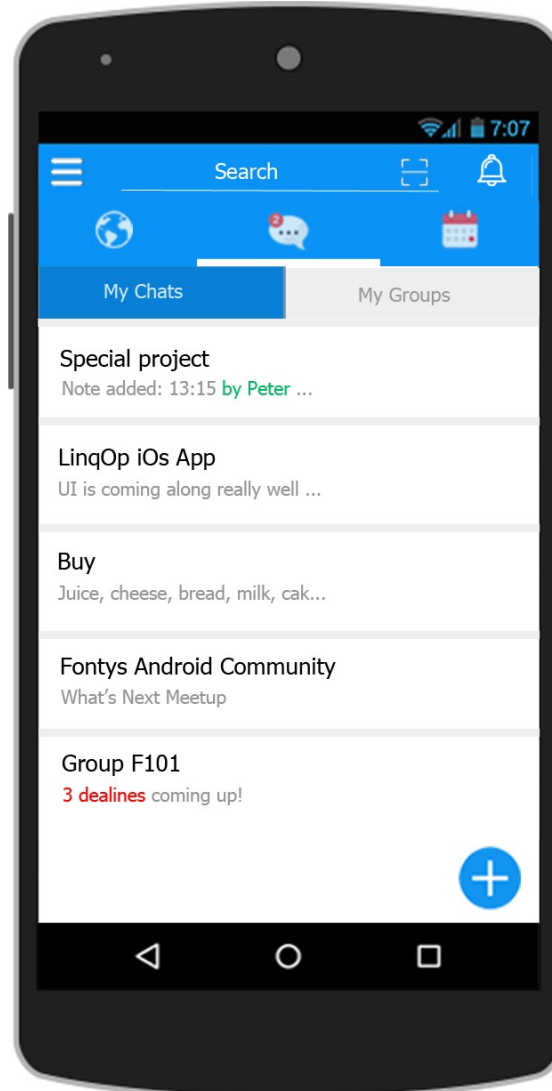 7:07
Search
2
My Chats
My Groups
Special project
Note added: 13:15 by Peter ...
LinqOp iOs App
UI is coming along really well ...
Buy
Juice, cheese, bread, milk, cak...
Fontys Android Community
What’s Next Meetup
Group F101
3 dealines coming up!